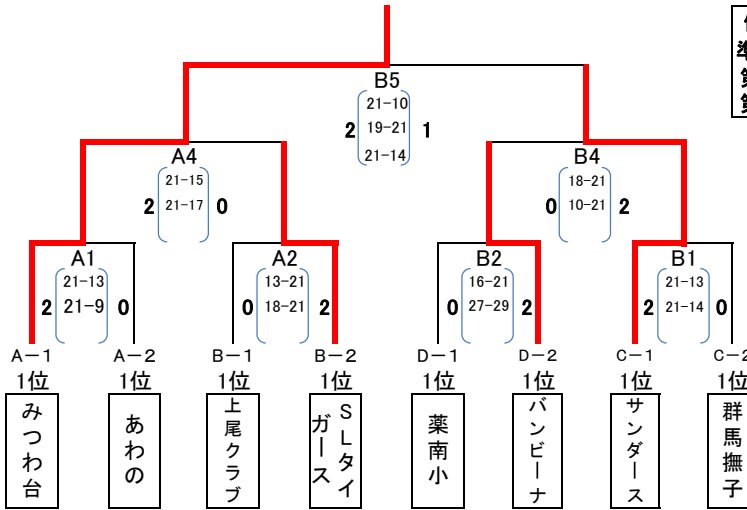 B5
21-10
2 19-21 1
21-14
A4
21-15
2 21-17 0
B4
18-21
0 10-21 2
A1
21-13
2 21-9 0
A2
13-21
0 18-21 2
B2
16-21
0 27-29 2
B1
21-13
2 21-14 0
A-1 A-2 B-1 B-2 D-1 D-2 C-1 C-2
1位 1位 1位 1位 1位 1位 1位 1位
みつわ台
あわの
上尾クラブ
SLタイ
ガース
薬南小
バンビーナ
サンダース
群馬撫子